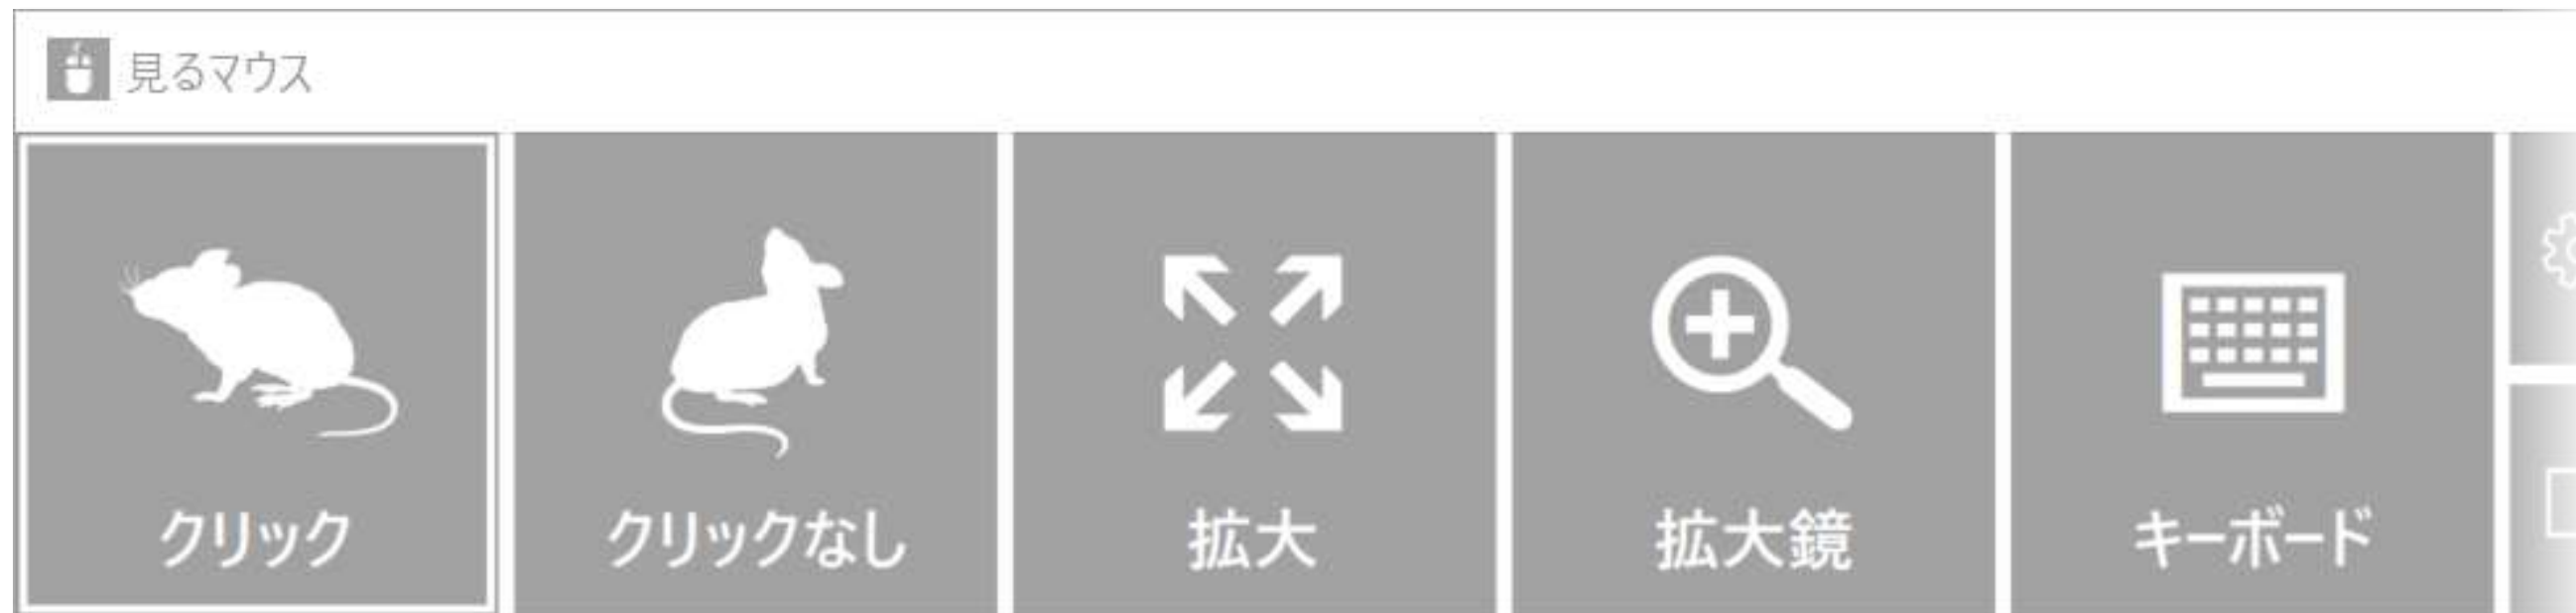 見るマウス
クリック
クリックなし
拡大
拡大鏡
キーボード